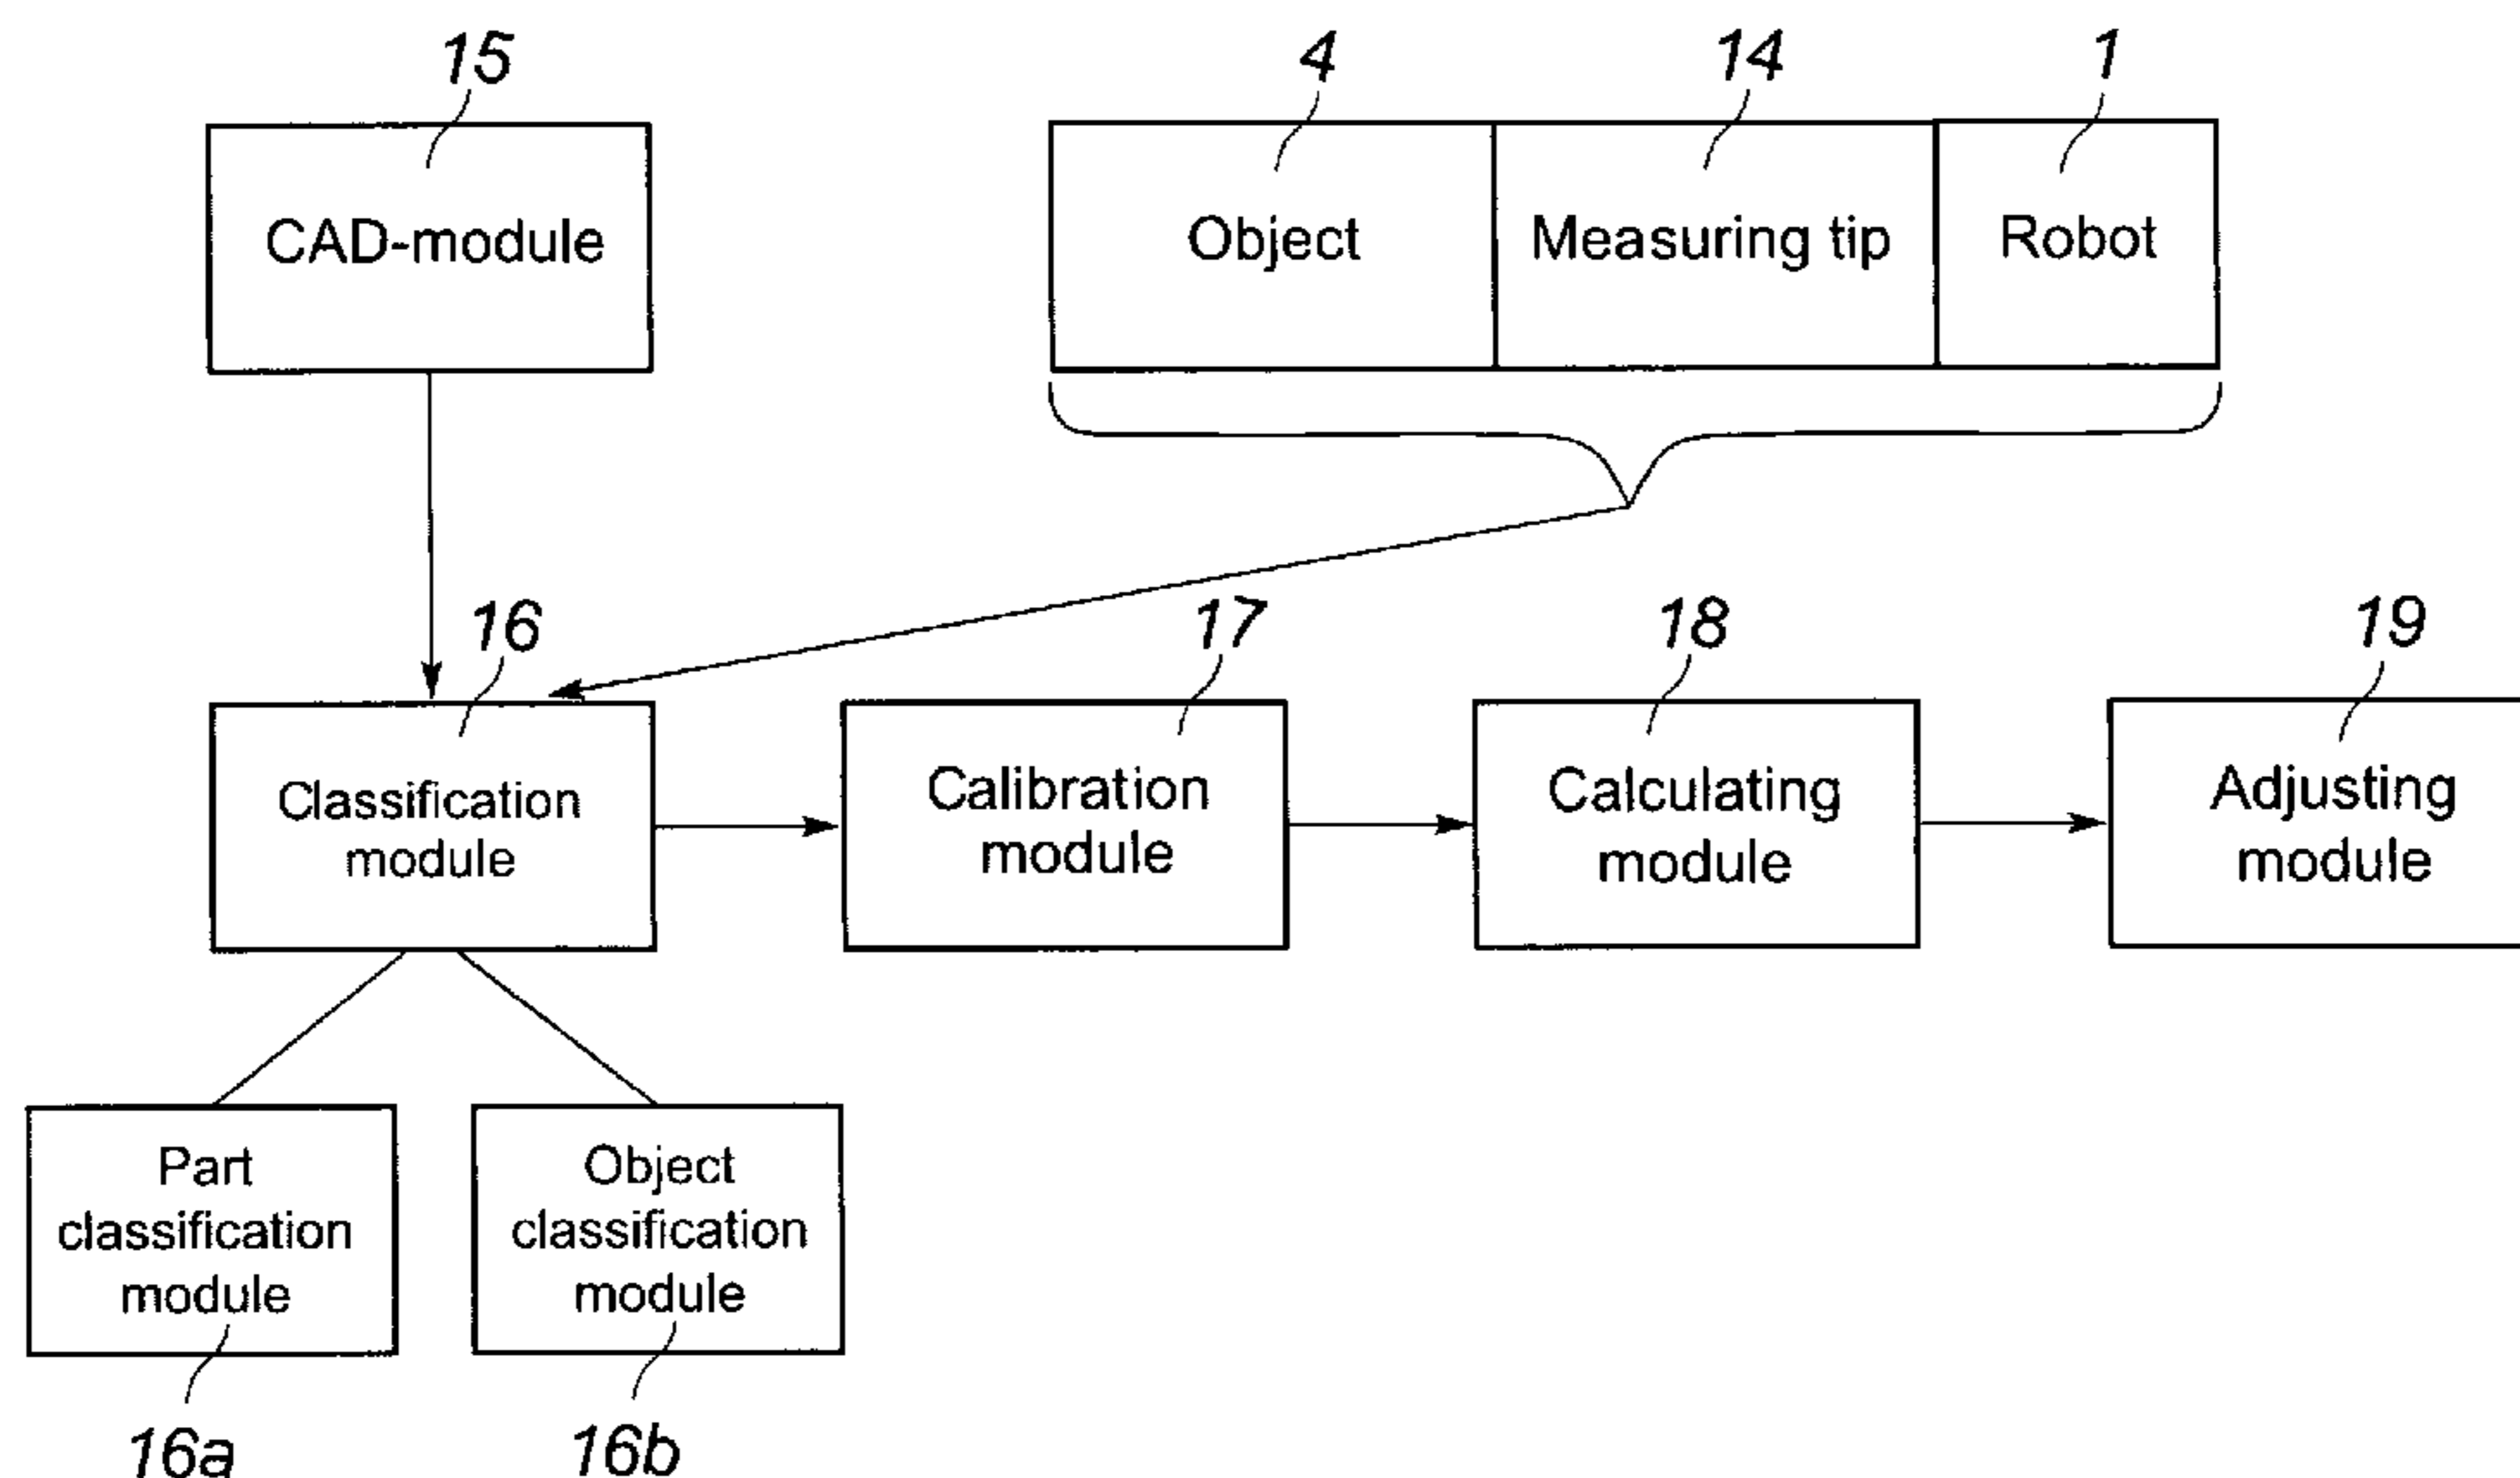 15
4
14
1
CAD-module
Object
Measuring tip
Robot
16
17
18
19
Classification
module
Calibration
module
Calculating
module
Adjusting
module
Part
classification
module
Object
classification
module
16a
16b